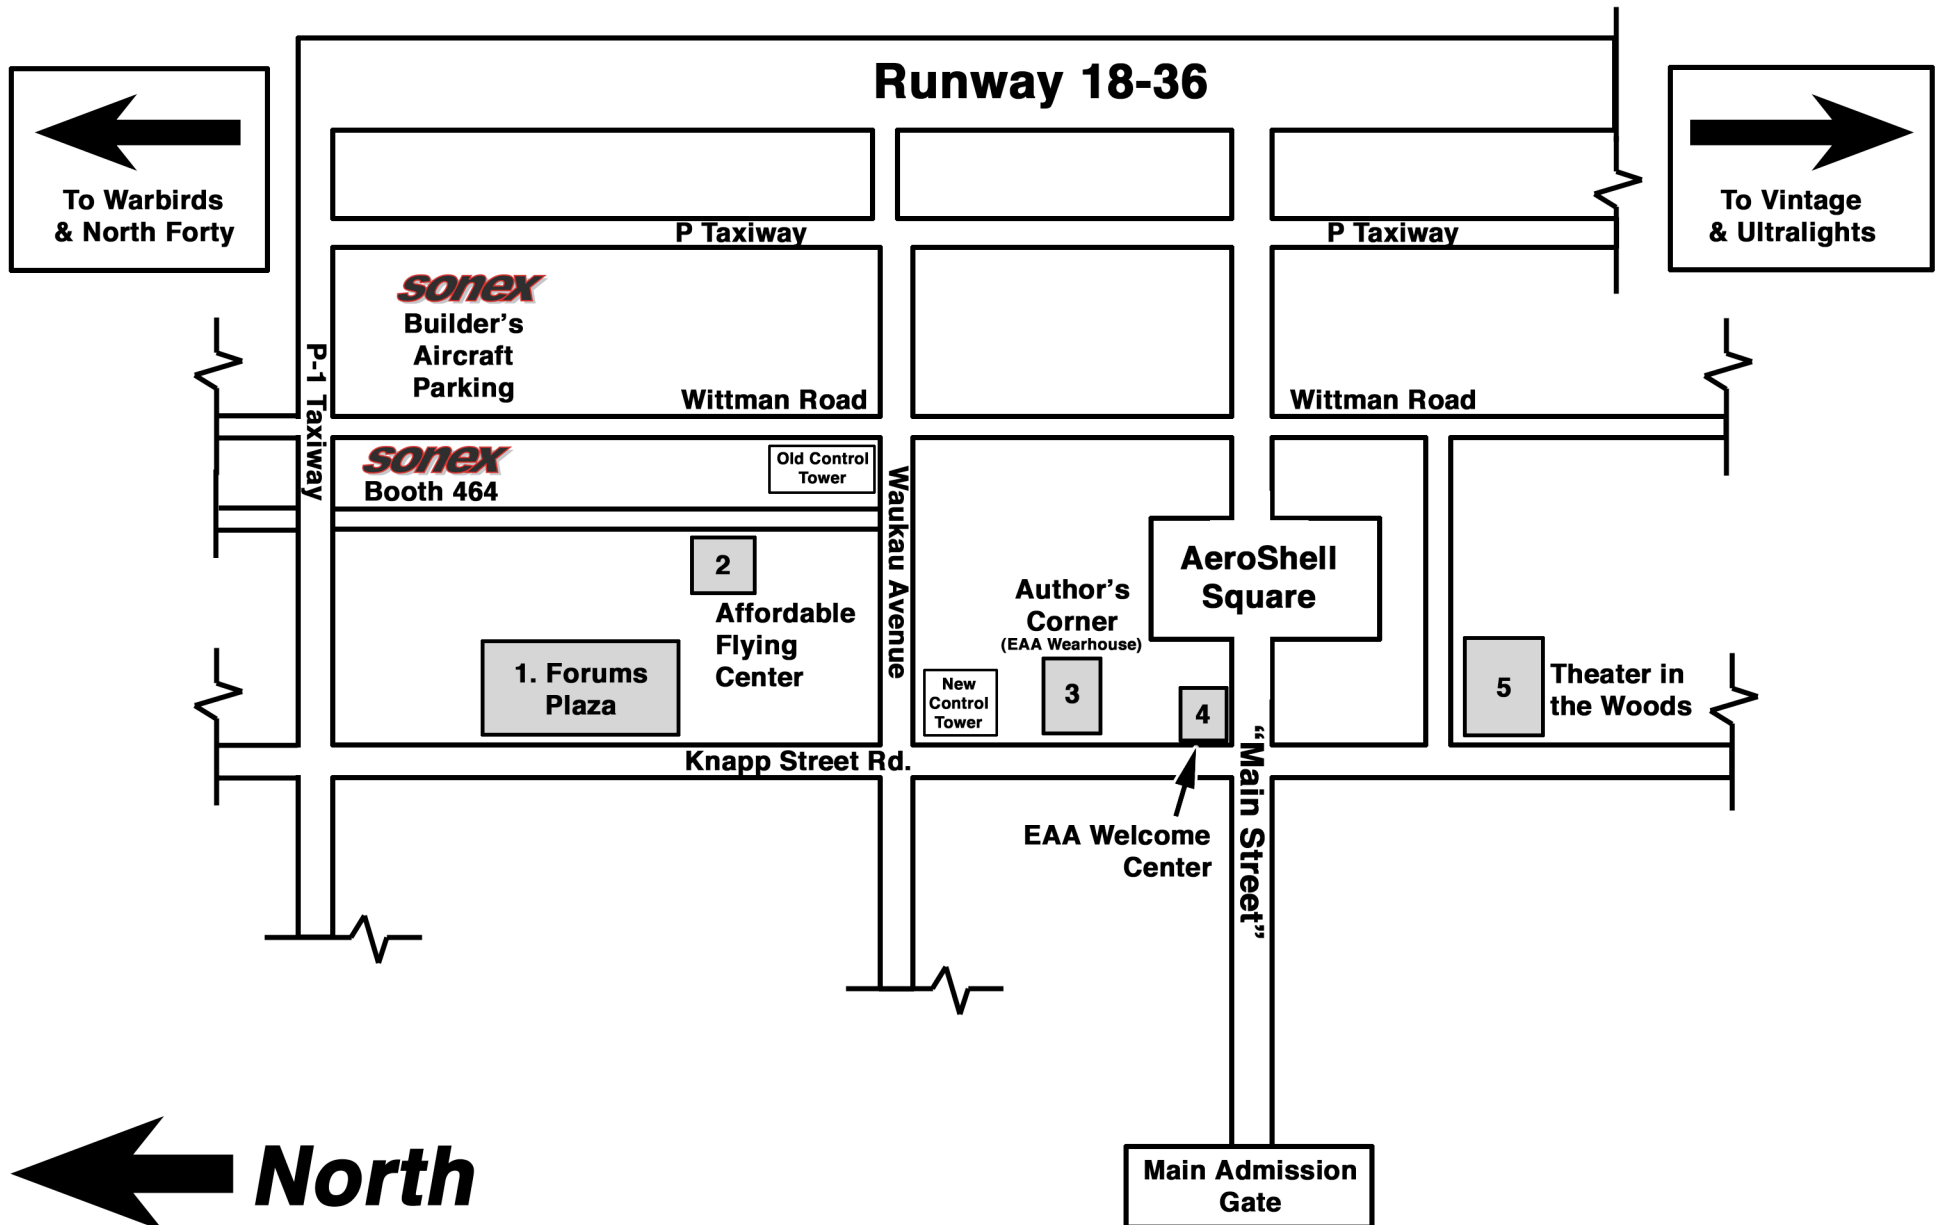 Runway 18-36
To Warbirds
& North Forty
To Vintage
& Ultralights
P Taxiway
P Taxiway
sonex
Builder’s
Aircraft
Parking
P-1 Taxiway
Wittman Road
Wittman Road
sonex
Booth 464
Old Control
Tower
Waukau Avenue
2
Affordable
Flying
Center
1. Forums
Plaza
Author’s
Corner
(EAA Wearhouse)
AeroShell
Square
New
Control
Tower
3
4
5
Theater in
the Woods
Knapp Street Rd.
“Main Street”
EAA Welcome
Center
North
Main Admission
Gate